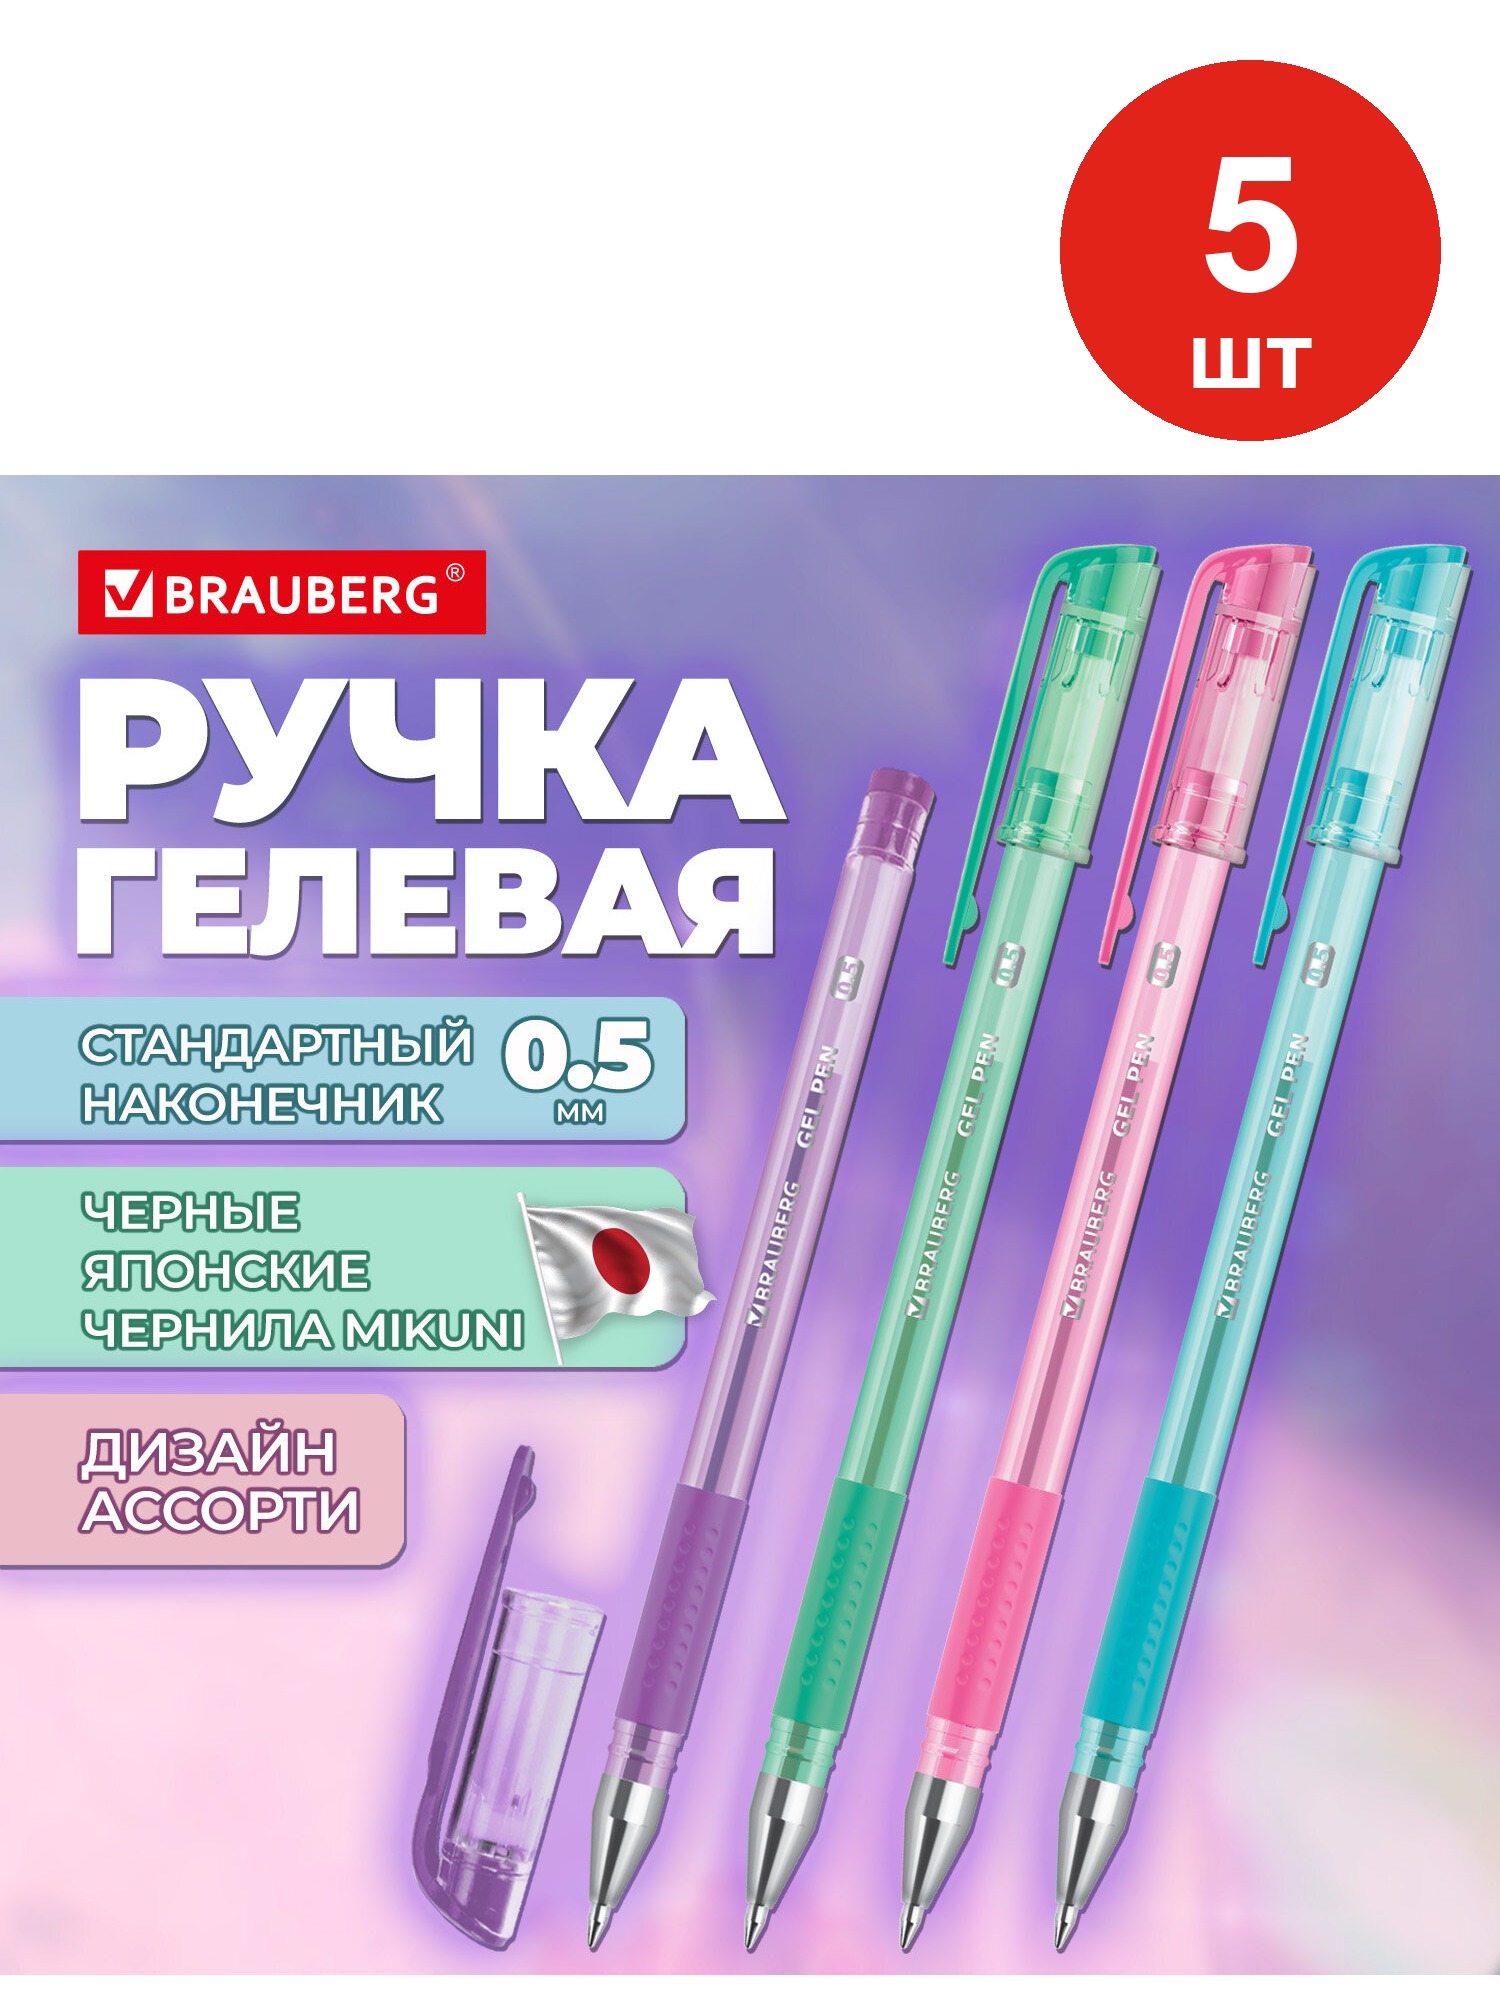 5
шт
BRAUBERG®
РУЧКА
ГЕЛЕВАЯ
СТАНДАРТНЫЙ
НАКОНЕЧНИК
0.5
ММ
ЧЕРНЫЕ
ЯПОНСКИЕ
ЧЕРНИЛА MIKUNI
ДИЗАЙН
АССОРТИ
BRAUBERG GEL PEN 0.5
BRAUBERG GEL PEN 0.5
BRAUBERG GEL PEN 0.5
BRAUBERG GEL PEN 0.5